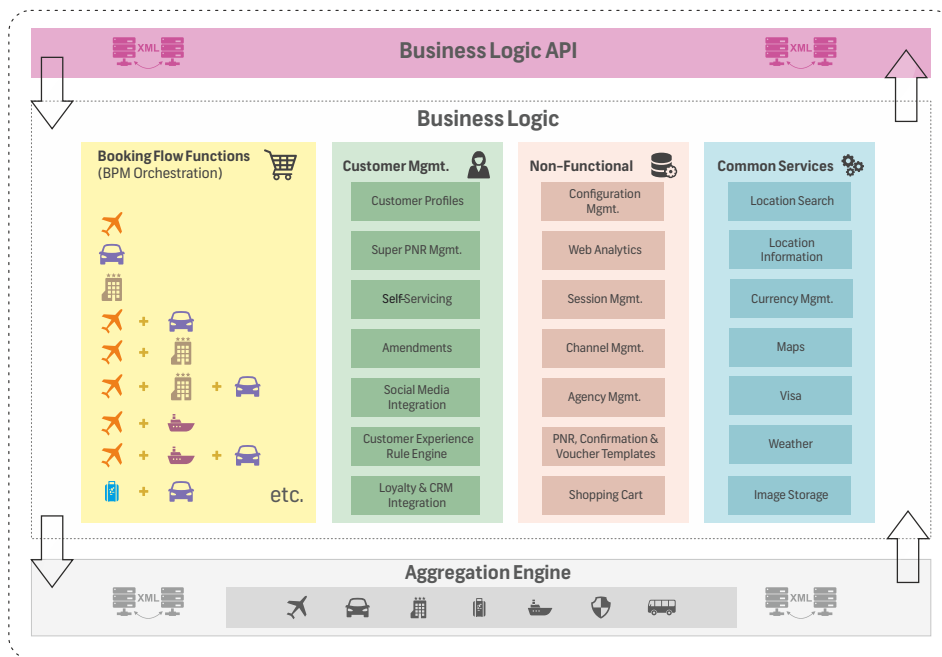 XML
Business Logic API
XML
Business Logic
Booking Flow Functions
(BPM Orchestration)
+
+
+
+
+
+
+
+
etc.
Customer Mgmt.
Customer Profiles
Super PNR Mgmt.
Self-Servicing
Amendments
Social Media
Integration
Customer Experience
Rule Engine
Loyalty & CRM
Integration
Non-Functional
Configuration
Mgmt.
Web Analytics
Session Mgmt.
Channel Mgmt.
Agency Mgmt.
PNR, Confirmation &
Voucher Templates
Shopping Cart
Common Services
Location Search
Location
Information
Currency Mgmt.
Maps
Visa
Weather
Image Storage
Aggregation Engine
XML
XML